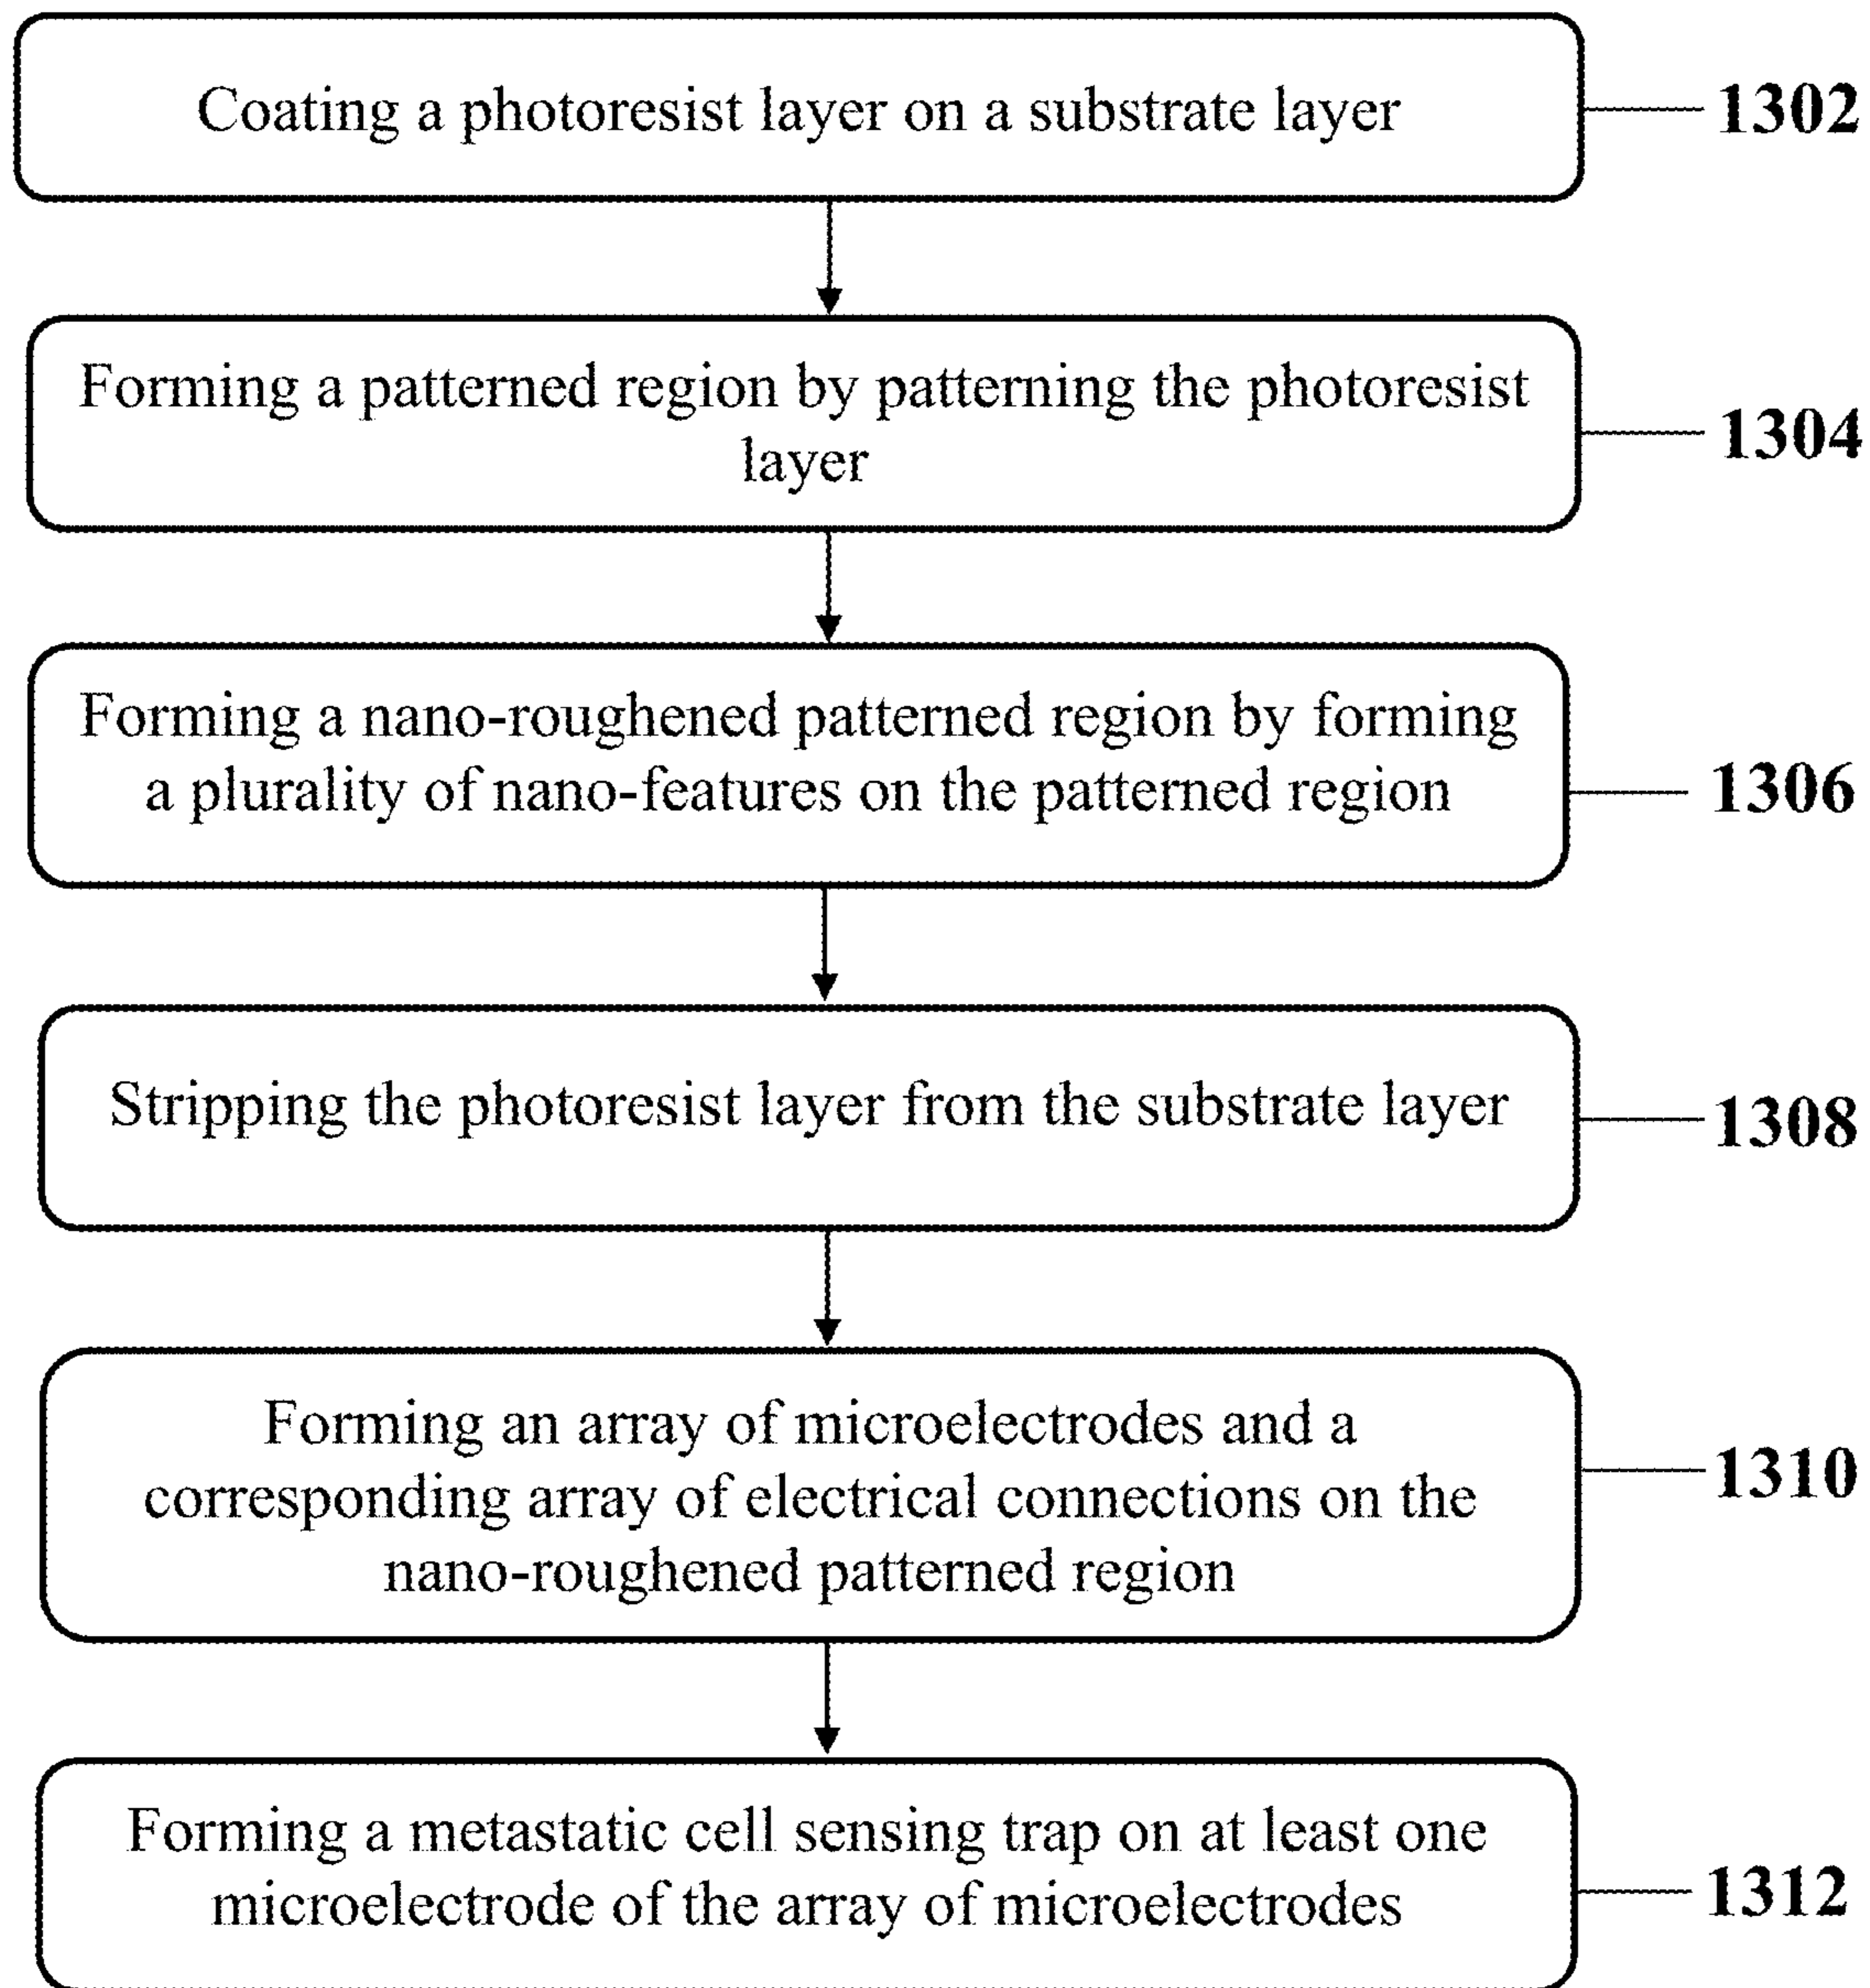 Coating a photoresist layer on a substrate layer
1302
Forming a patterned region by patterning the photoresist
layer
1304
Forming a nano-roughened patterned region by forming
a plurality of nano-features on the patterned region
1306
Stripping the photoresist layer from the substrate layer
1308
Forming an array of microelectrodes and a
corresponding array of electrical connections on the
nano-roughened patterned region
1310
Forming a metastatic cell sensing trap on at least one
microelectrode of the array of microelectrodes
1312